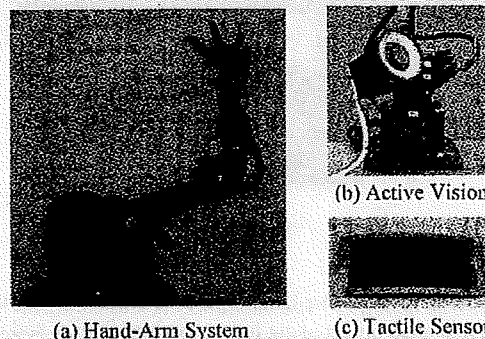 (a) Hand-Arm System
(b) Active Vision
(c) Tactile Sensor